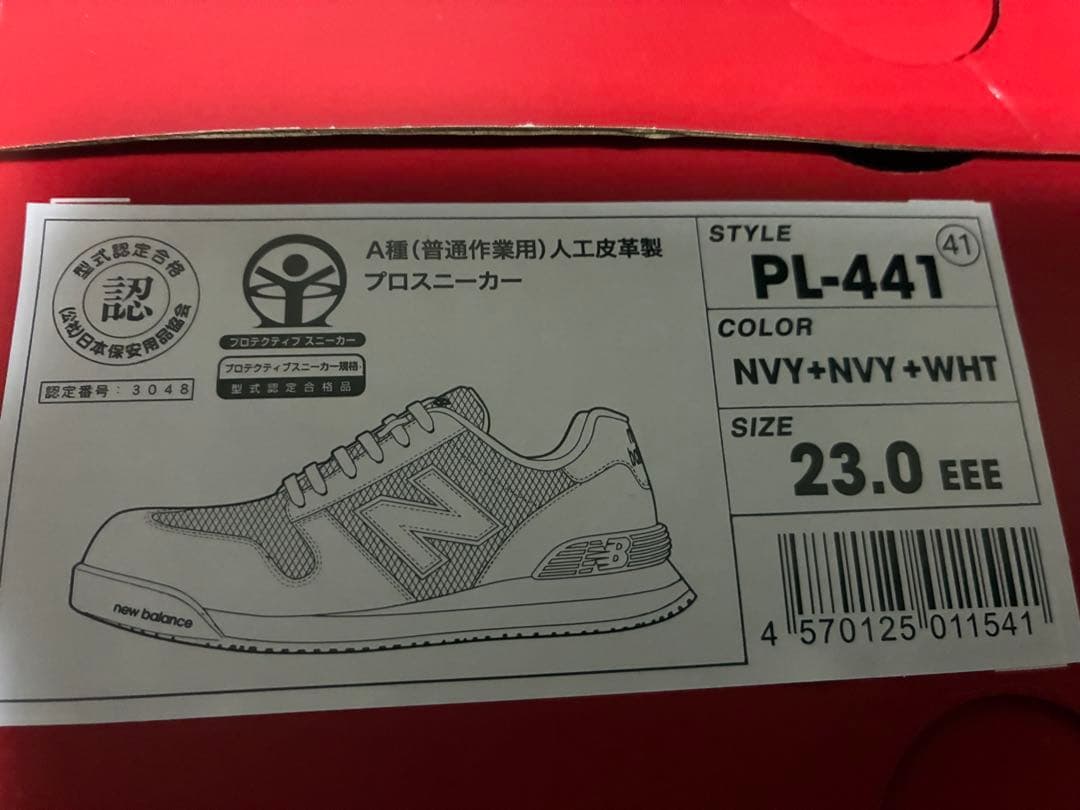 型式認定合格
認
(公社)日本保安用品協会
認定番号：3048
プロテクティブ スニーカー
プロテクティブスニーカー規格
型式認定合格品
A種(普通作業用)人工皮革製
プロスニーカー
STYLE
41
PL-441
COLOR
NVY+NVY+WHT
SIZE
23.0 EEE
N
NB
new balance
4 570125 011541